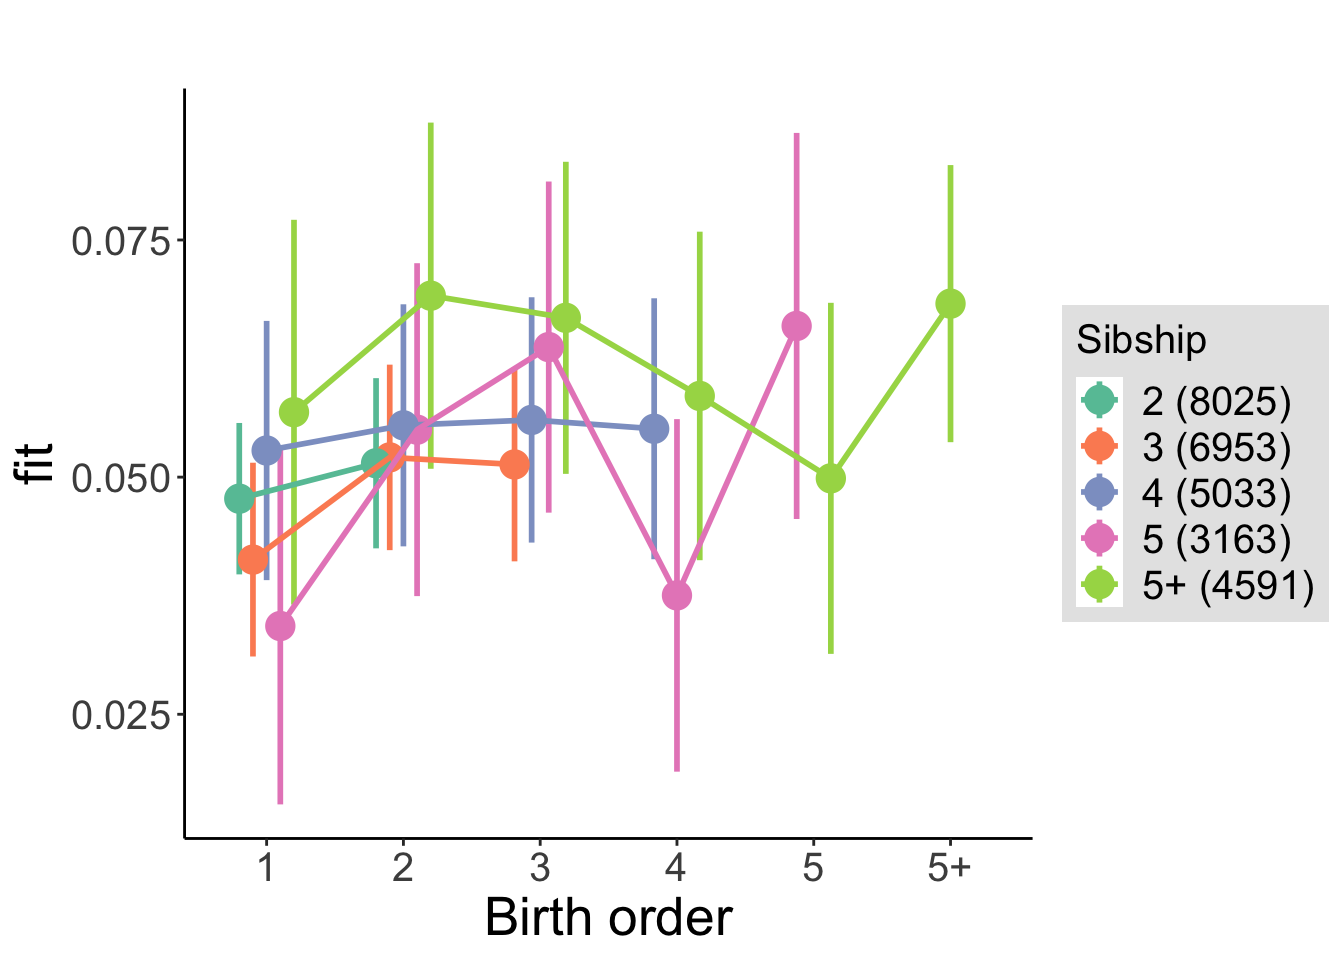 fit
0.075
0.050
0.025
1 2 3 4 5 5+
Birth order
Sibship
2 (8025)
3 (6953)
4 (5033)
5 (3163)
5+ (4591)